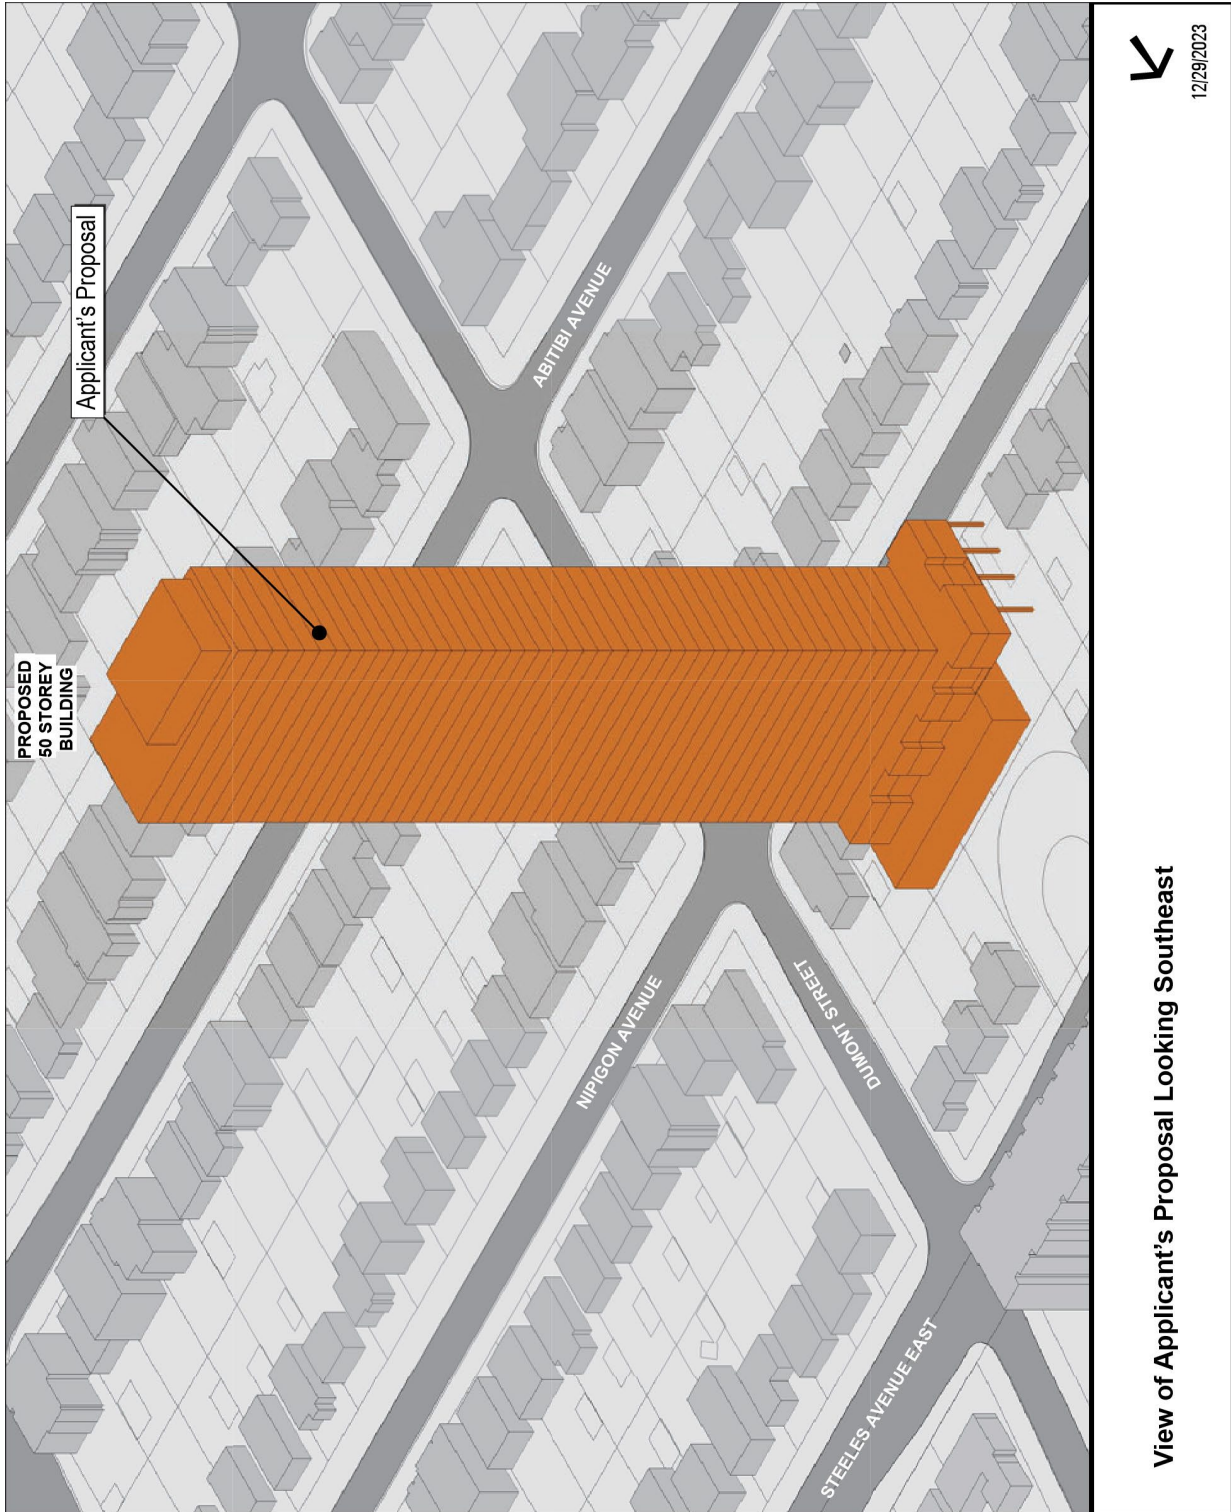 PROPOSED
50 STOREY
BUILDING
Applicant's Proposal
ABITIBI AVENUE
NIPIGON AVENUE
DUMONT STREET
STEELES AVENUE EAST
View of Applicant's Proposal Looking Southeast
12/29/2023